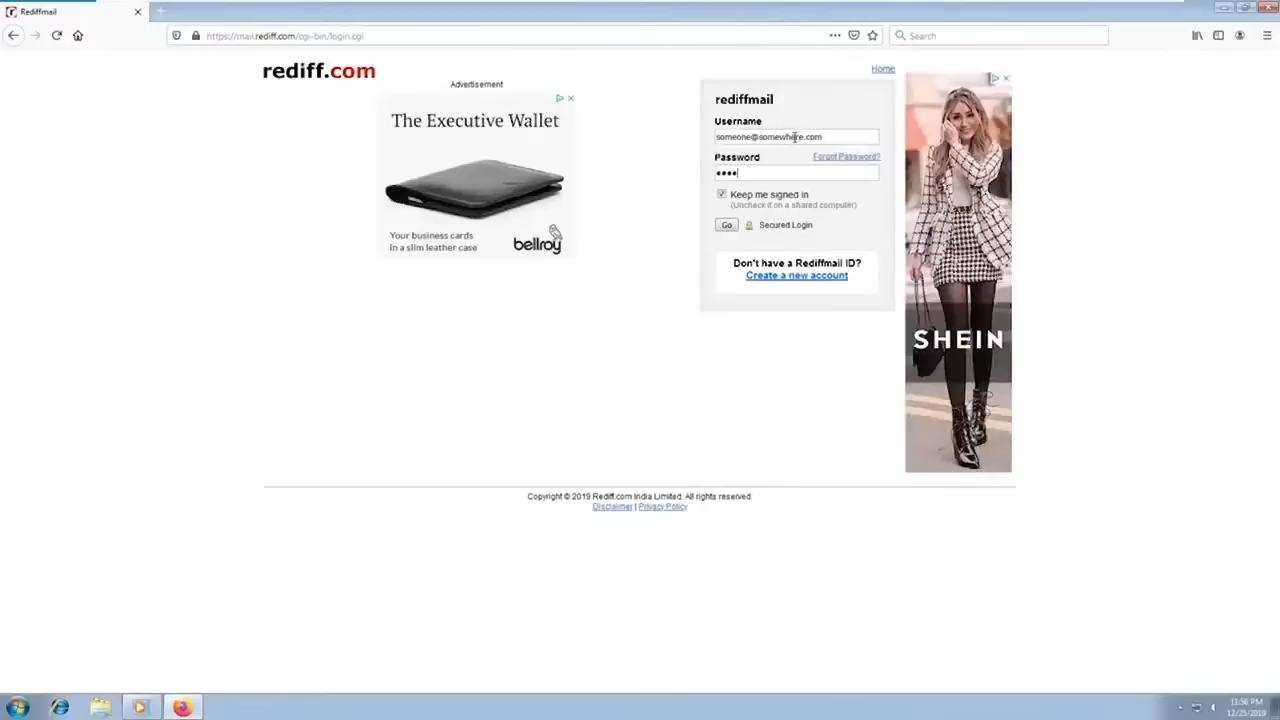 Rediffmail
https://mail.rediff.com/cgi-bin/login.cgi
Search
rediff.com
Home
Advertisement
The Executive Wallet
Your business cards
in a slim leather case
bellroy
rediffmail
Username
someone@somewhere.com
Password
Forgot Password?
••••
Keep me signed in
(Uncheck it on a shared computer)
Go
Secured Login
Don't have a Rediffmail ID?
Create a new account
SHEIN
Copyright © 2019 Rediff.com India Limited. All rights reserved.
Disclaimer | Privacy Policy
11:56 PM
12/25/2019